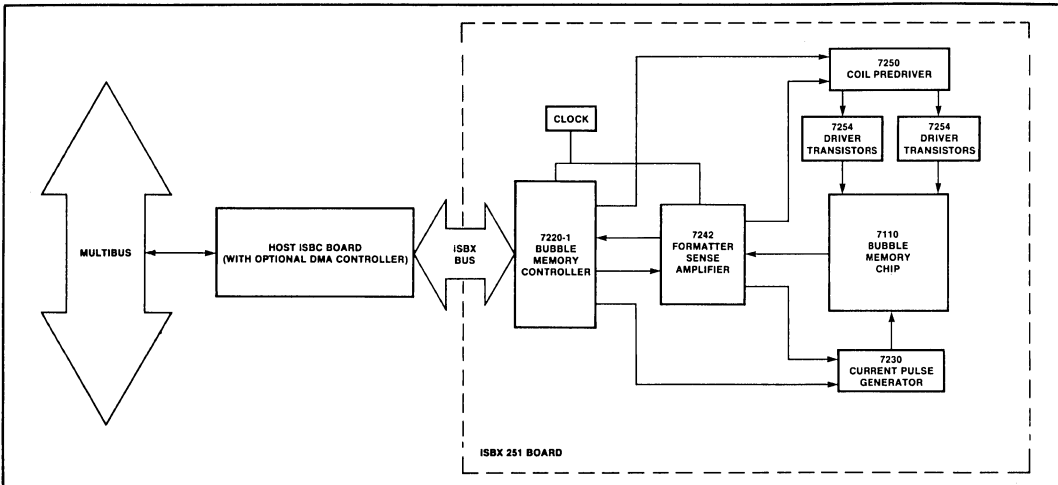 MULTIBUS
HOST iSBC BOARD
(WITH OPTIONAL DMA CONTROLLER)
iSBX
BUS
CLOCK
7220-1
BUBBLE
MEMORY
CONTROLLER
7242
FORMATTER
SENSE
AMPLIFIER
7250
COIL PREDRIVER
7254
DRIVER
TRANSISTORS
7254
DRIVER
TRANSISTORS
7110
BUBBLE
MEMORY
CHIP
7230
CURRENT PULSE
GENERATOR
iSBX 251 BOARD